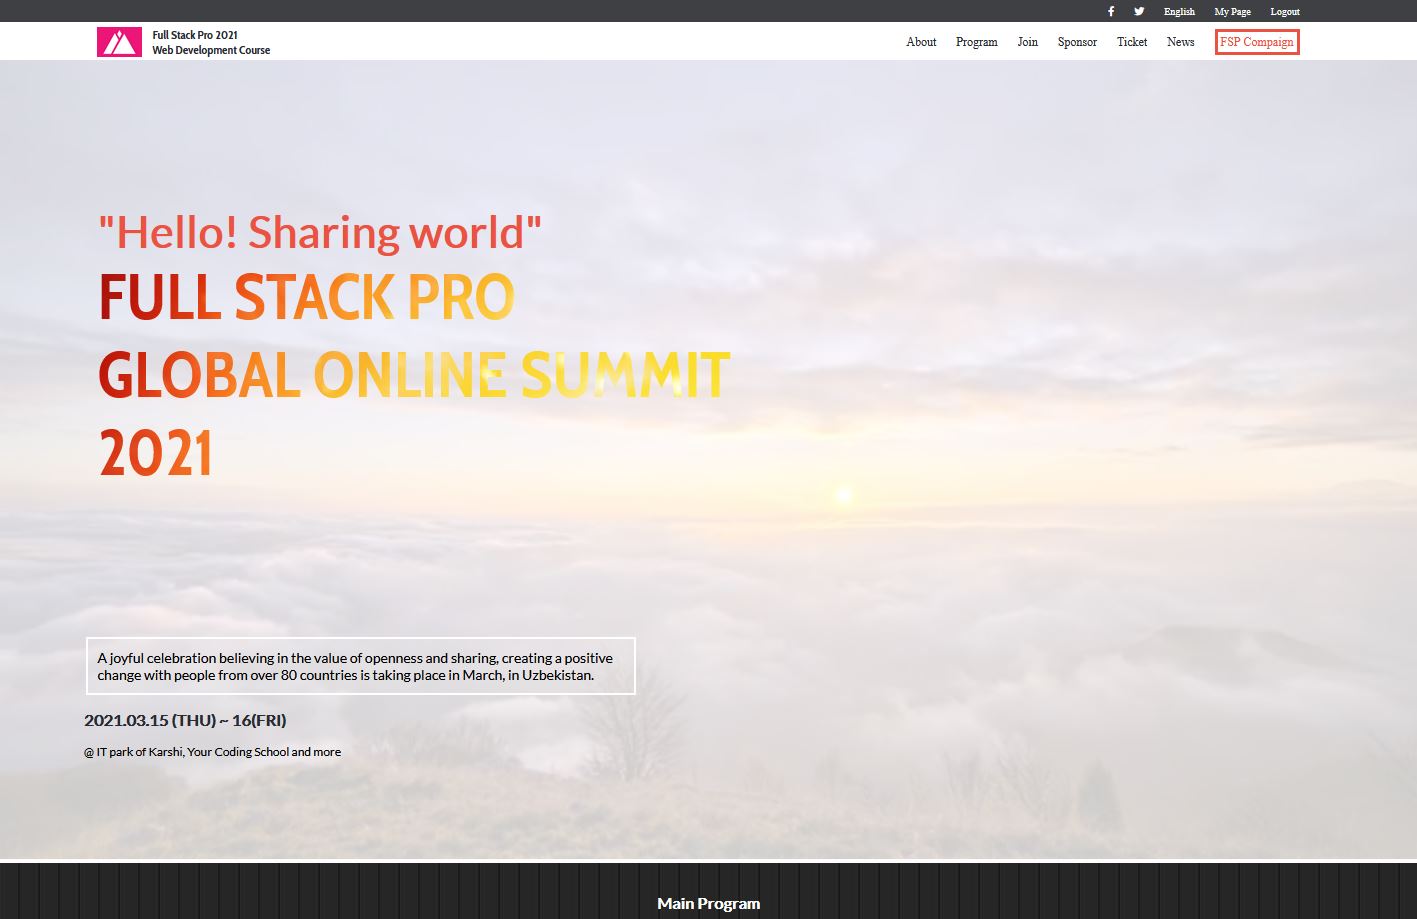 English My Page Logout
Full Stack Pro 2021
Web Development Course
About Program Join Sponsor Ticket News FSP Compaign
"Hello! Sharing world"
FULL STACK PRO
GLOBAL ONLINE SUMMIT
2021
A joyful celebration believing in the value of openness and sharing, creating a positive
change with people from over 80 countries is taking place in March, in Uzbekistan.
2021.03.15 (THU) ~ 16(FRI)
@ IT park of Karshi, Your Coding School and more
Main Program